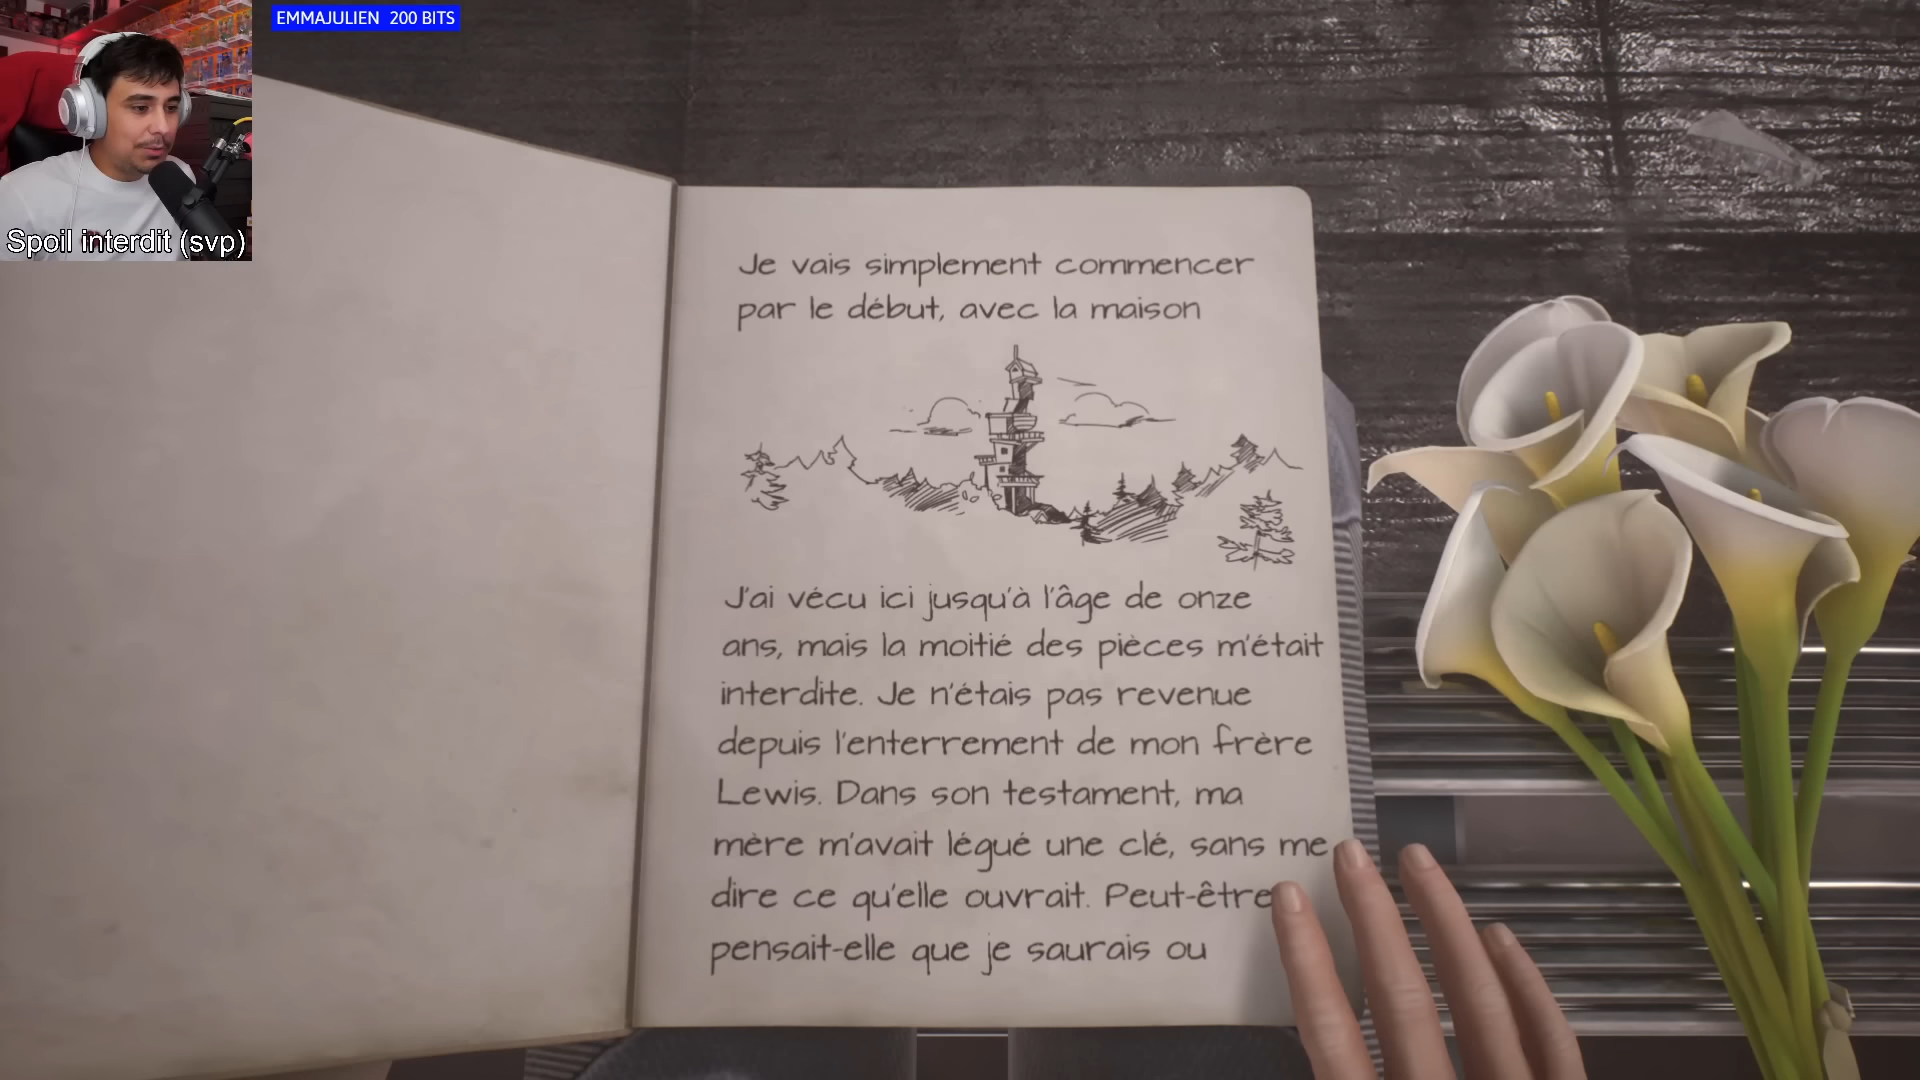 EMMAJULIEN 200 BITS
Spoil interdit (svp)
Je vais simplement commencer
par le début, avec la maison
J'ai vécu ici jusqu'à l'âge de onze
ans, mais la moitié des pièces m'était
interdite. Je n'étais pas revenue
depuis l'enterrement de mon frère
Lewis. Dans son testament, ma
mère m'avait légué une clé, sans me
dire ce qu'elle ouvrait. Peut-être
pensait-elle que je saurais ou